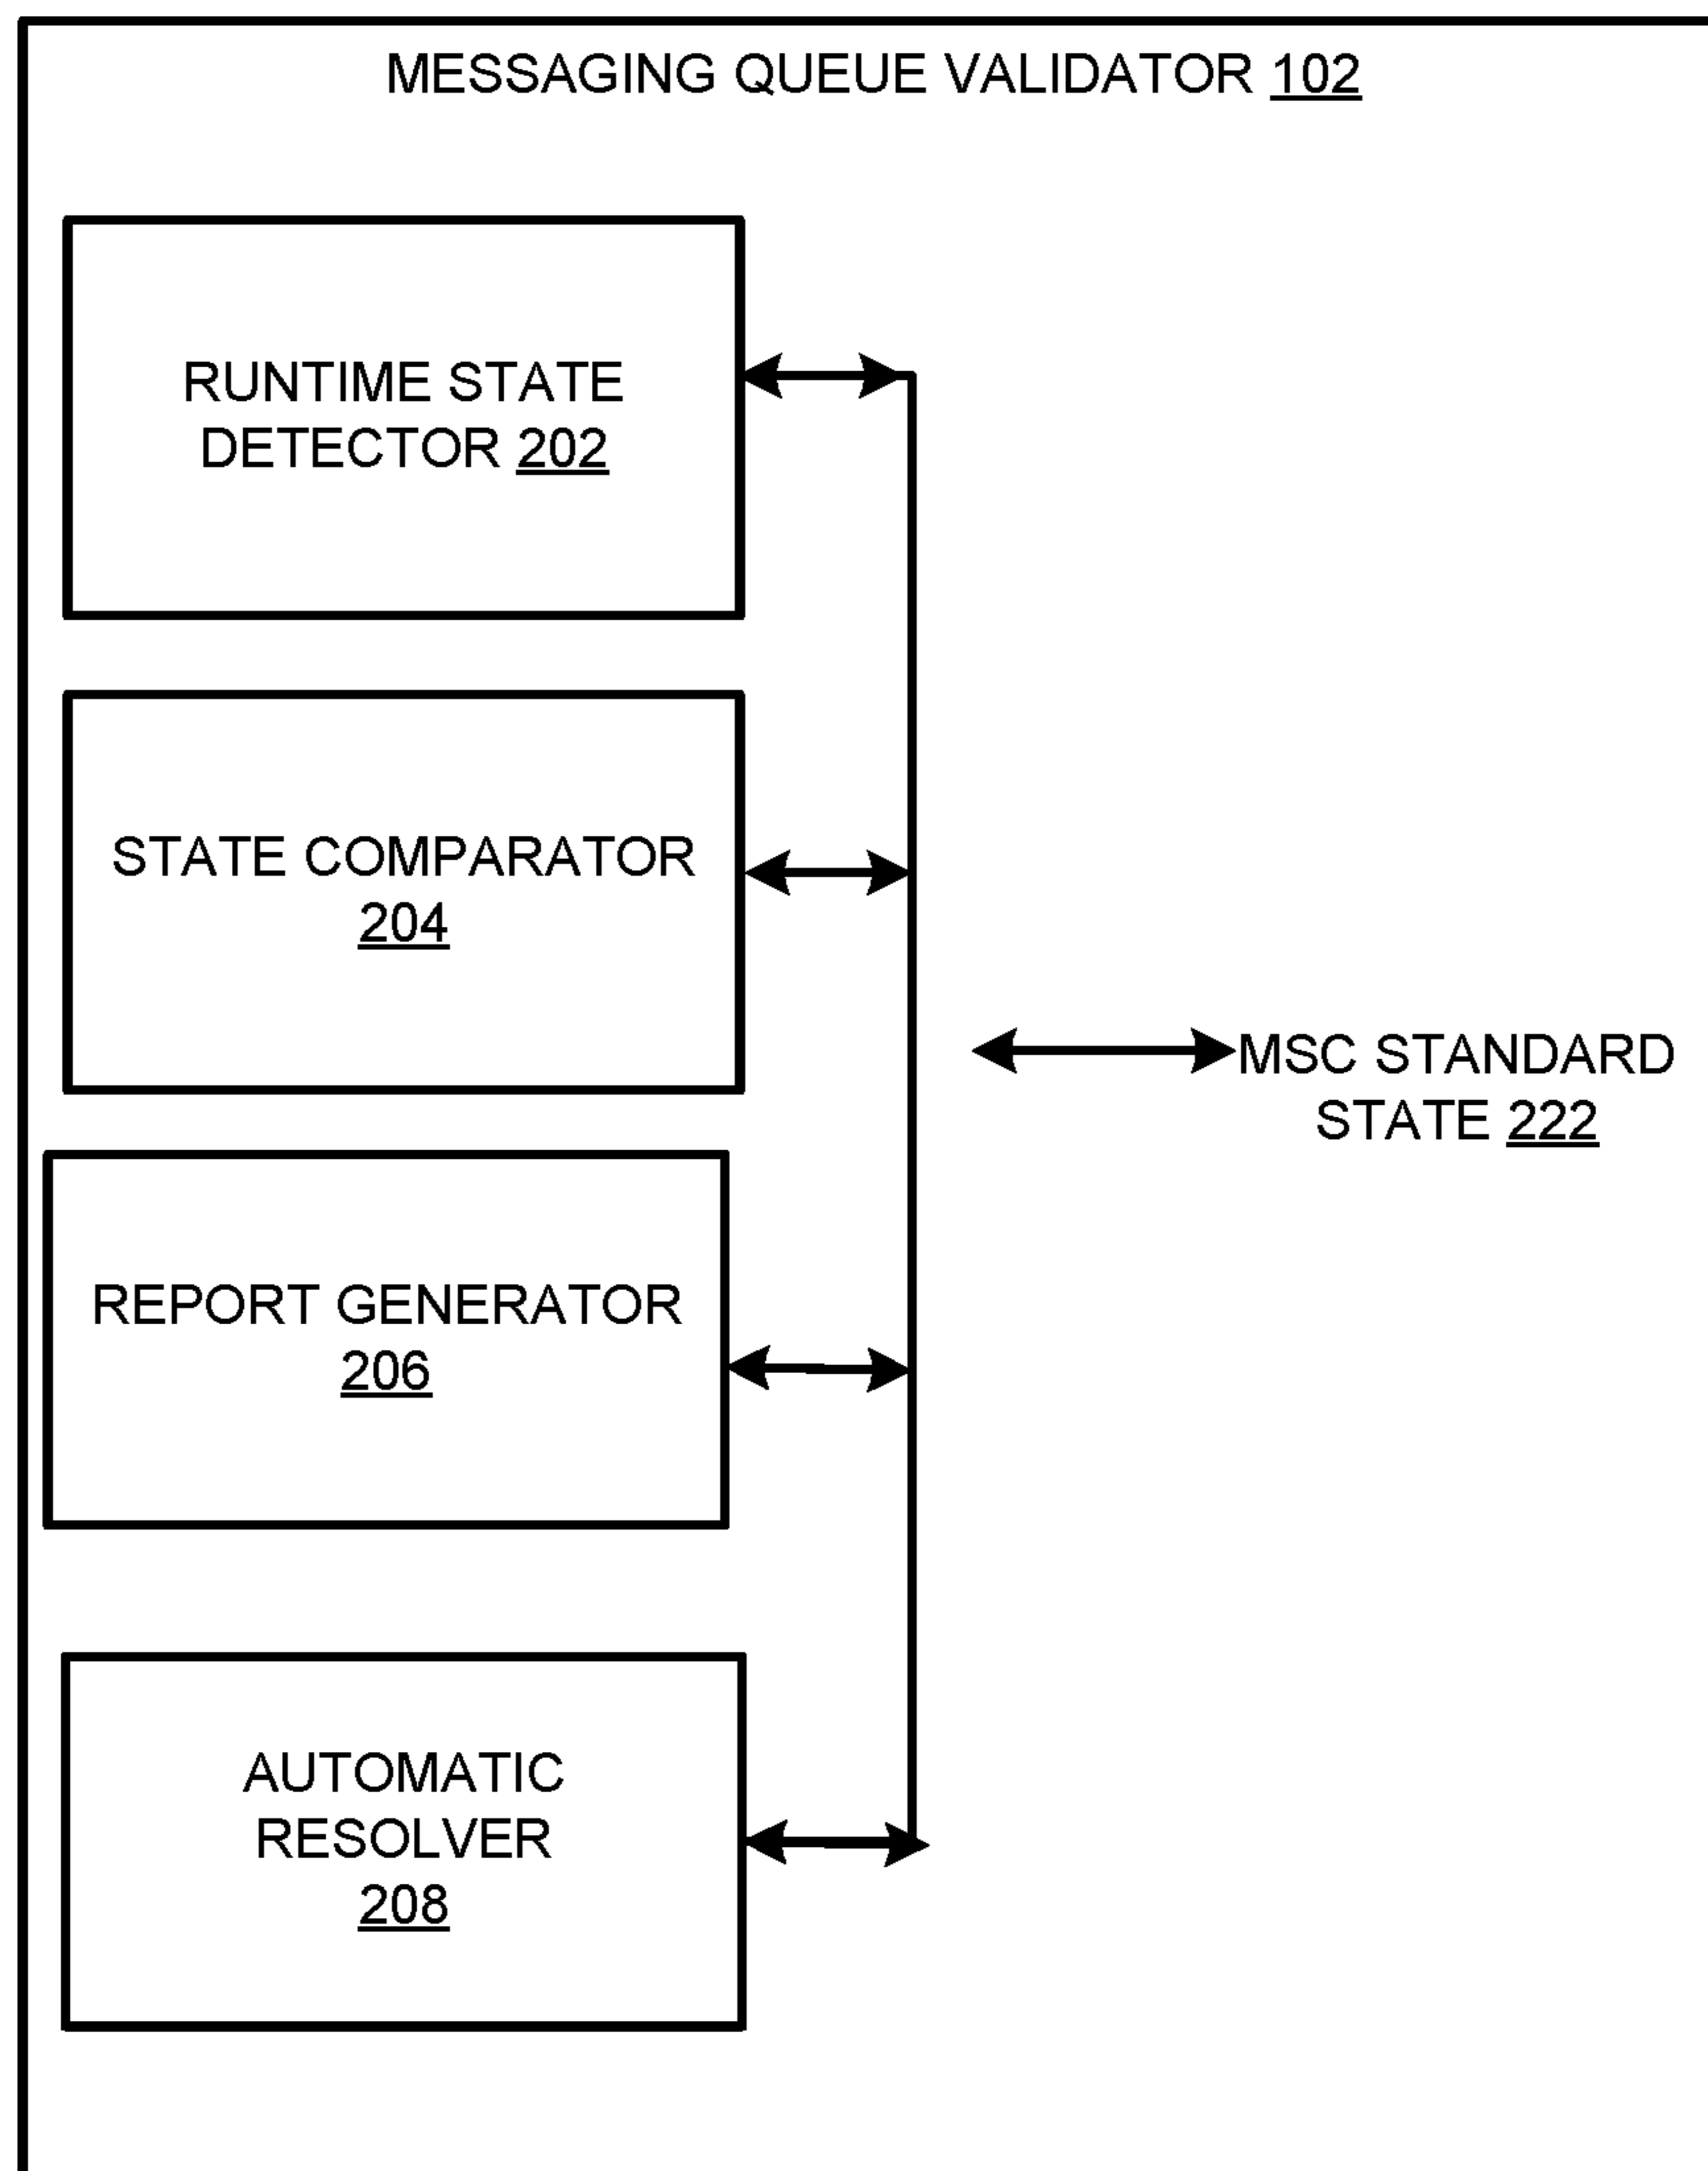 MESSAGING QUEUE VALIDATOR 102
RUNTIME STATE
DETECTOR 202
STATE COMPARATOR
204
MSC STANDARD
STATE 222
REPORT GENERATOR
206
AUTOMATIC
RESOLVER
208